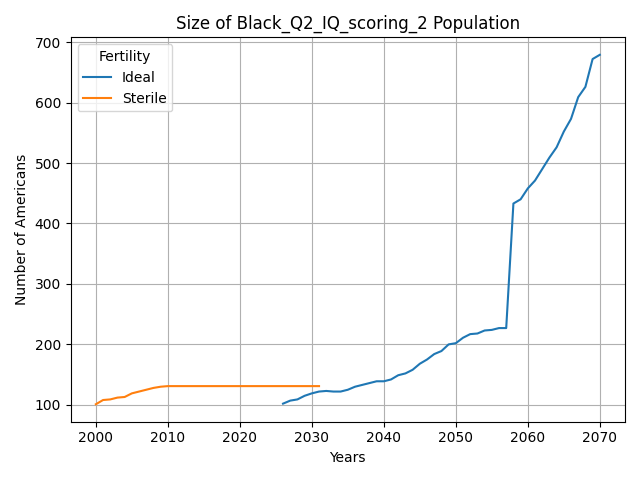 Size of Black_Q2_IQ_scoring_2 Population
Fertility
Ideal
Sterile
Number of Americans
700
600
500
400
300
200
100
2000 2010 2020 2030 2040 2050 2060 2070
Years